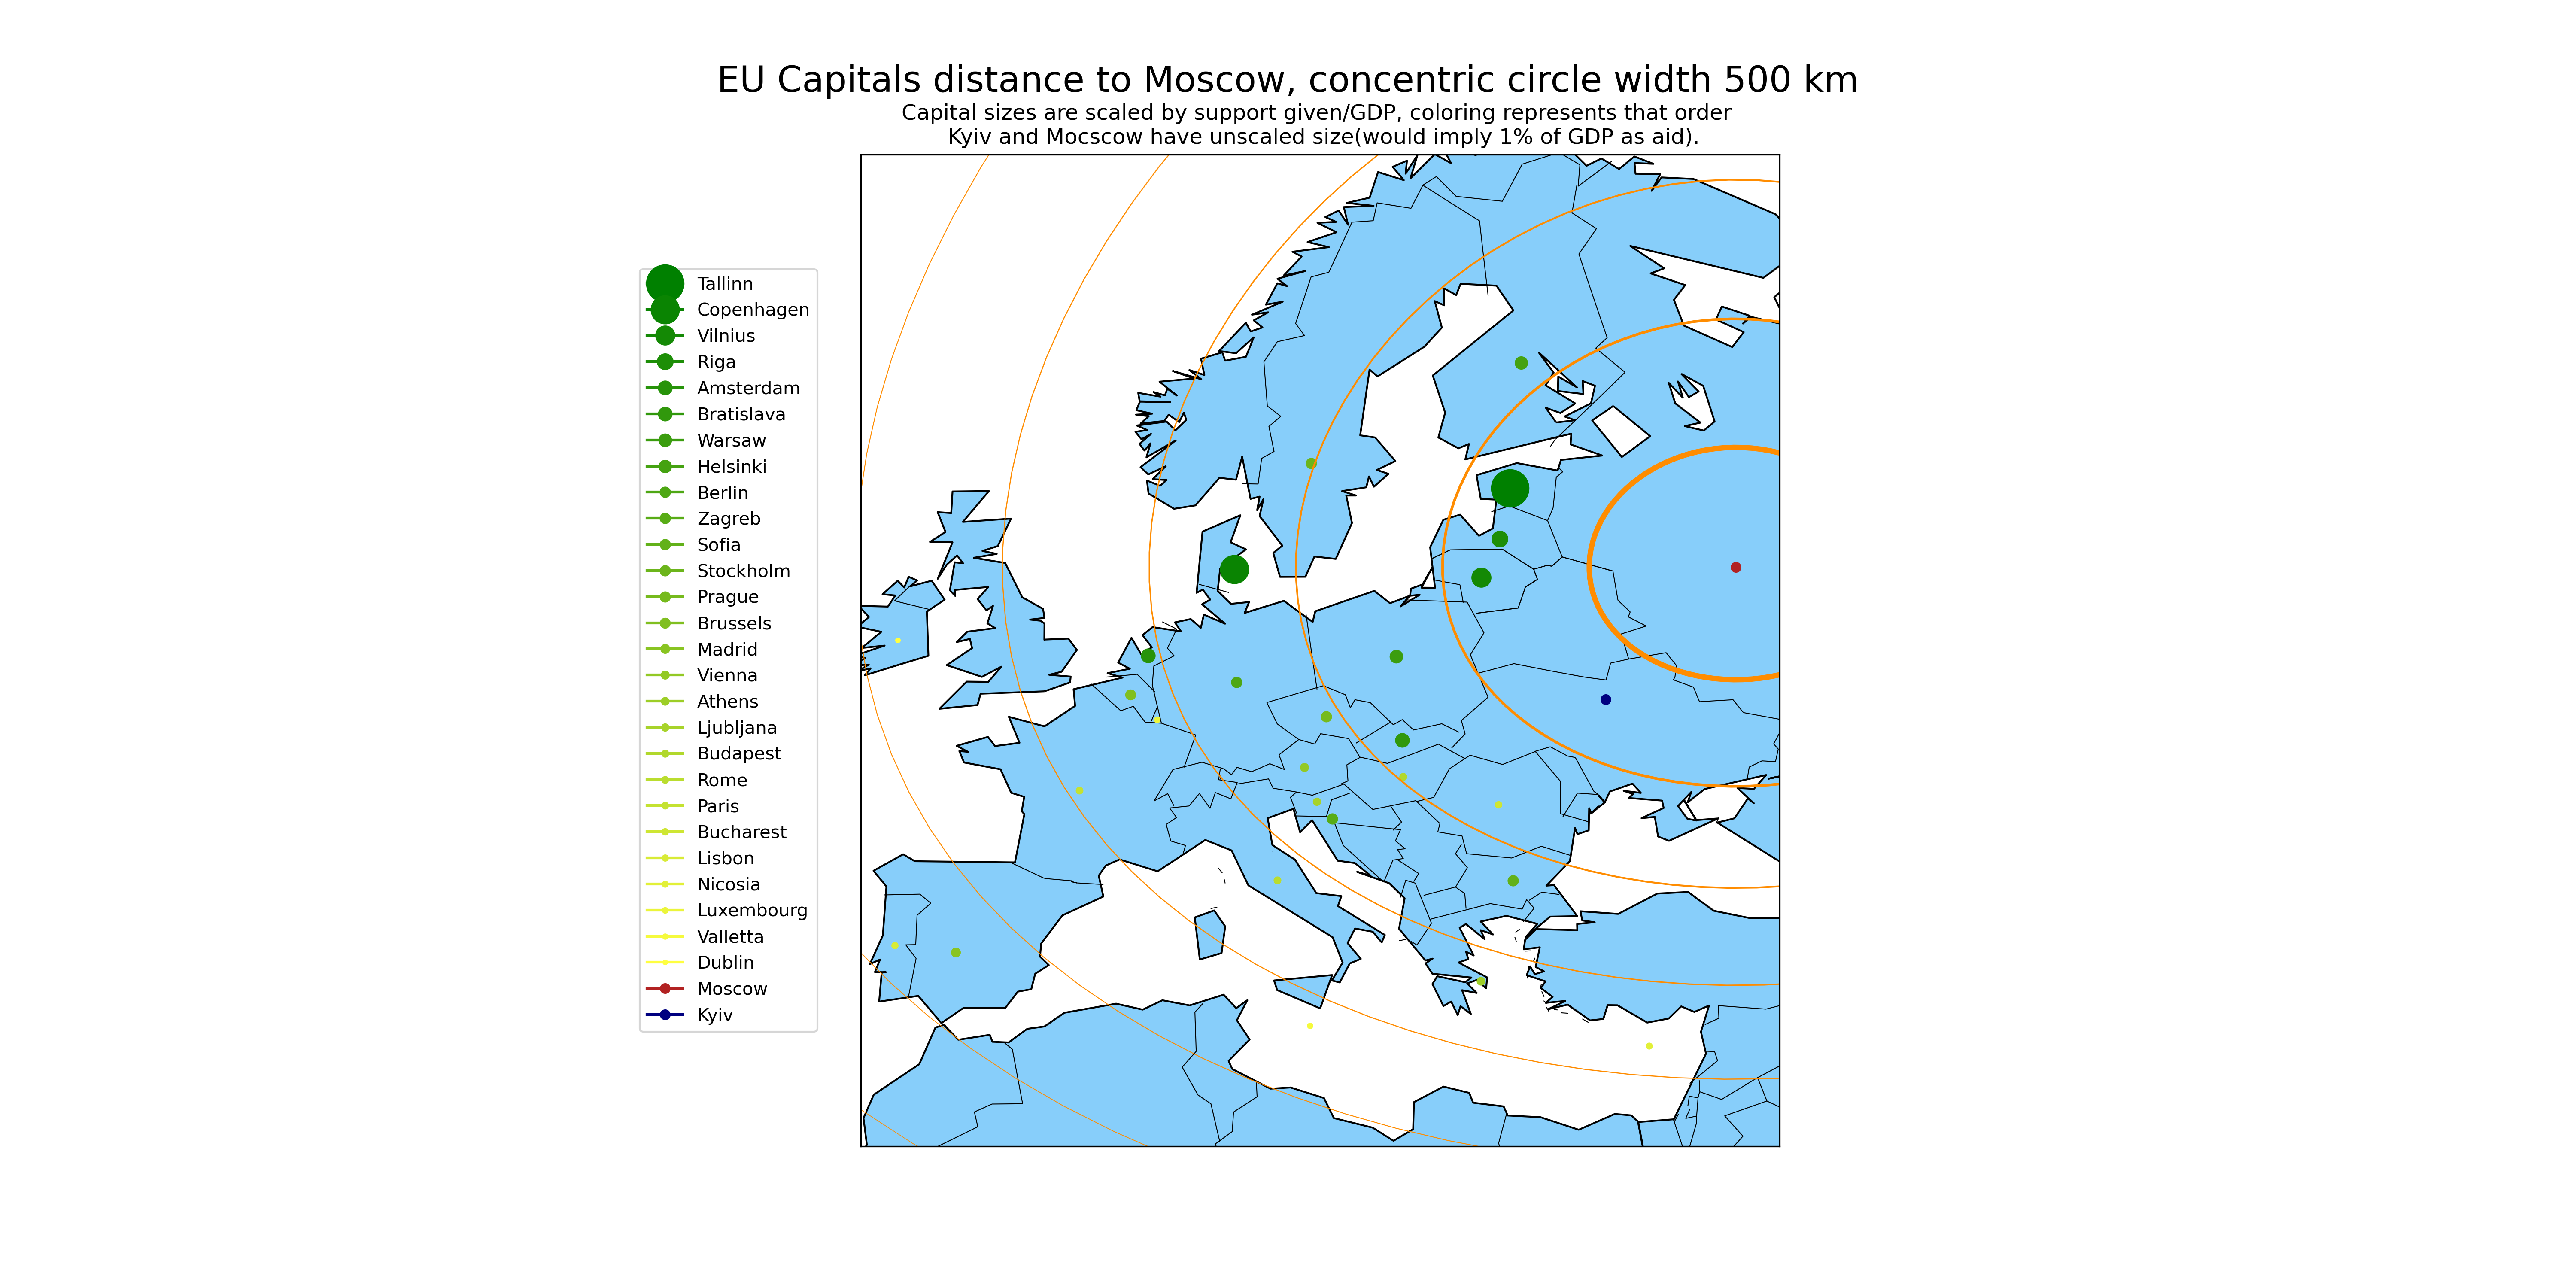 EU Capitals distance to Moscow, concentric circle width 500 km
Capital sizes are scaled by support given/GDP, coloring represents that order
Kyiv and Mocscow have unscaled size(would imply 1% of GDP as aid).
Tallinn
Copenhagen
Vilnius
Riga
Amsterdam
Bratislava
Warsaw
Helsinki
Berlin
Zagreb
Sofia
Stockholm
Prague
Brussels
Madrid
Vienna
Athens
Ljubljana
Budapest
Rome
Paris
Bucharest
Lisbon
Nicosia
Luxembourg
Valletta
Dublin
Moscow
Kyiv